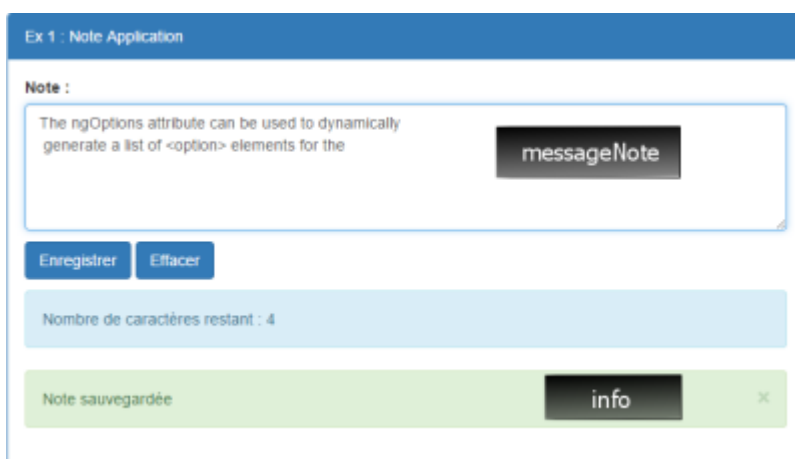 Ex 1 : Note Application
Note :
The ngOptions attribute can be used to dynamically
generate a list of <option> elements for the
messageNote
Enregistrer Effacer
Nombre de caractères restant : 4
Note sauvegardée info ×